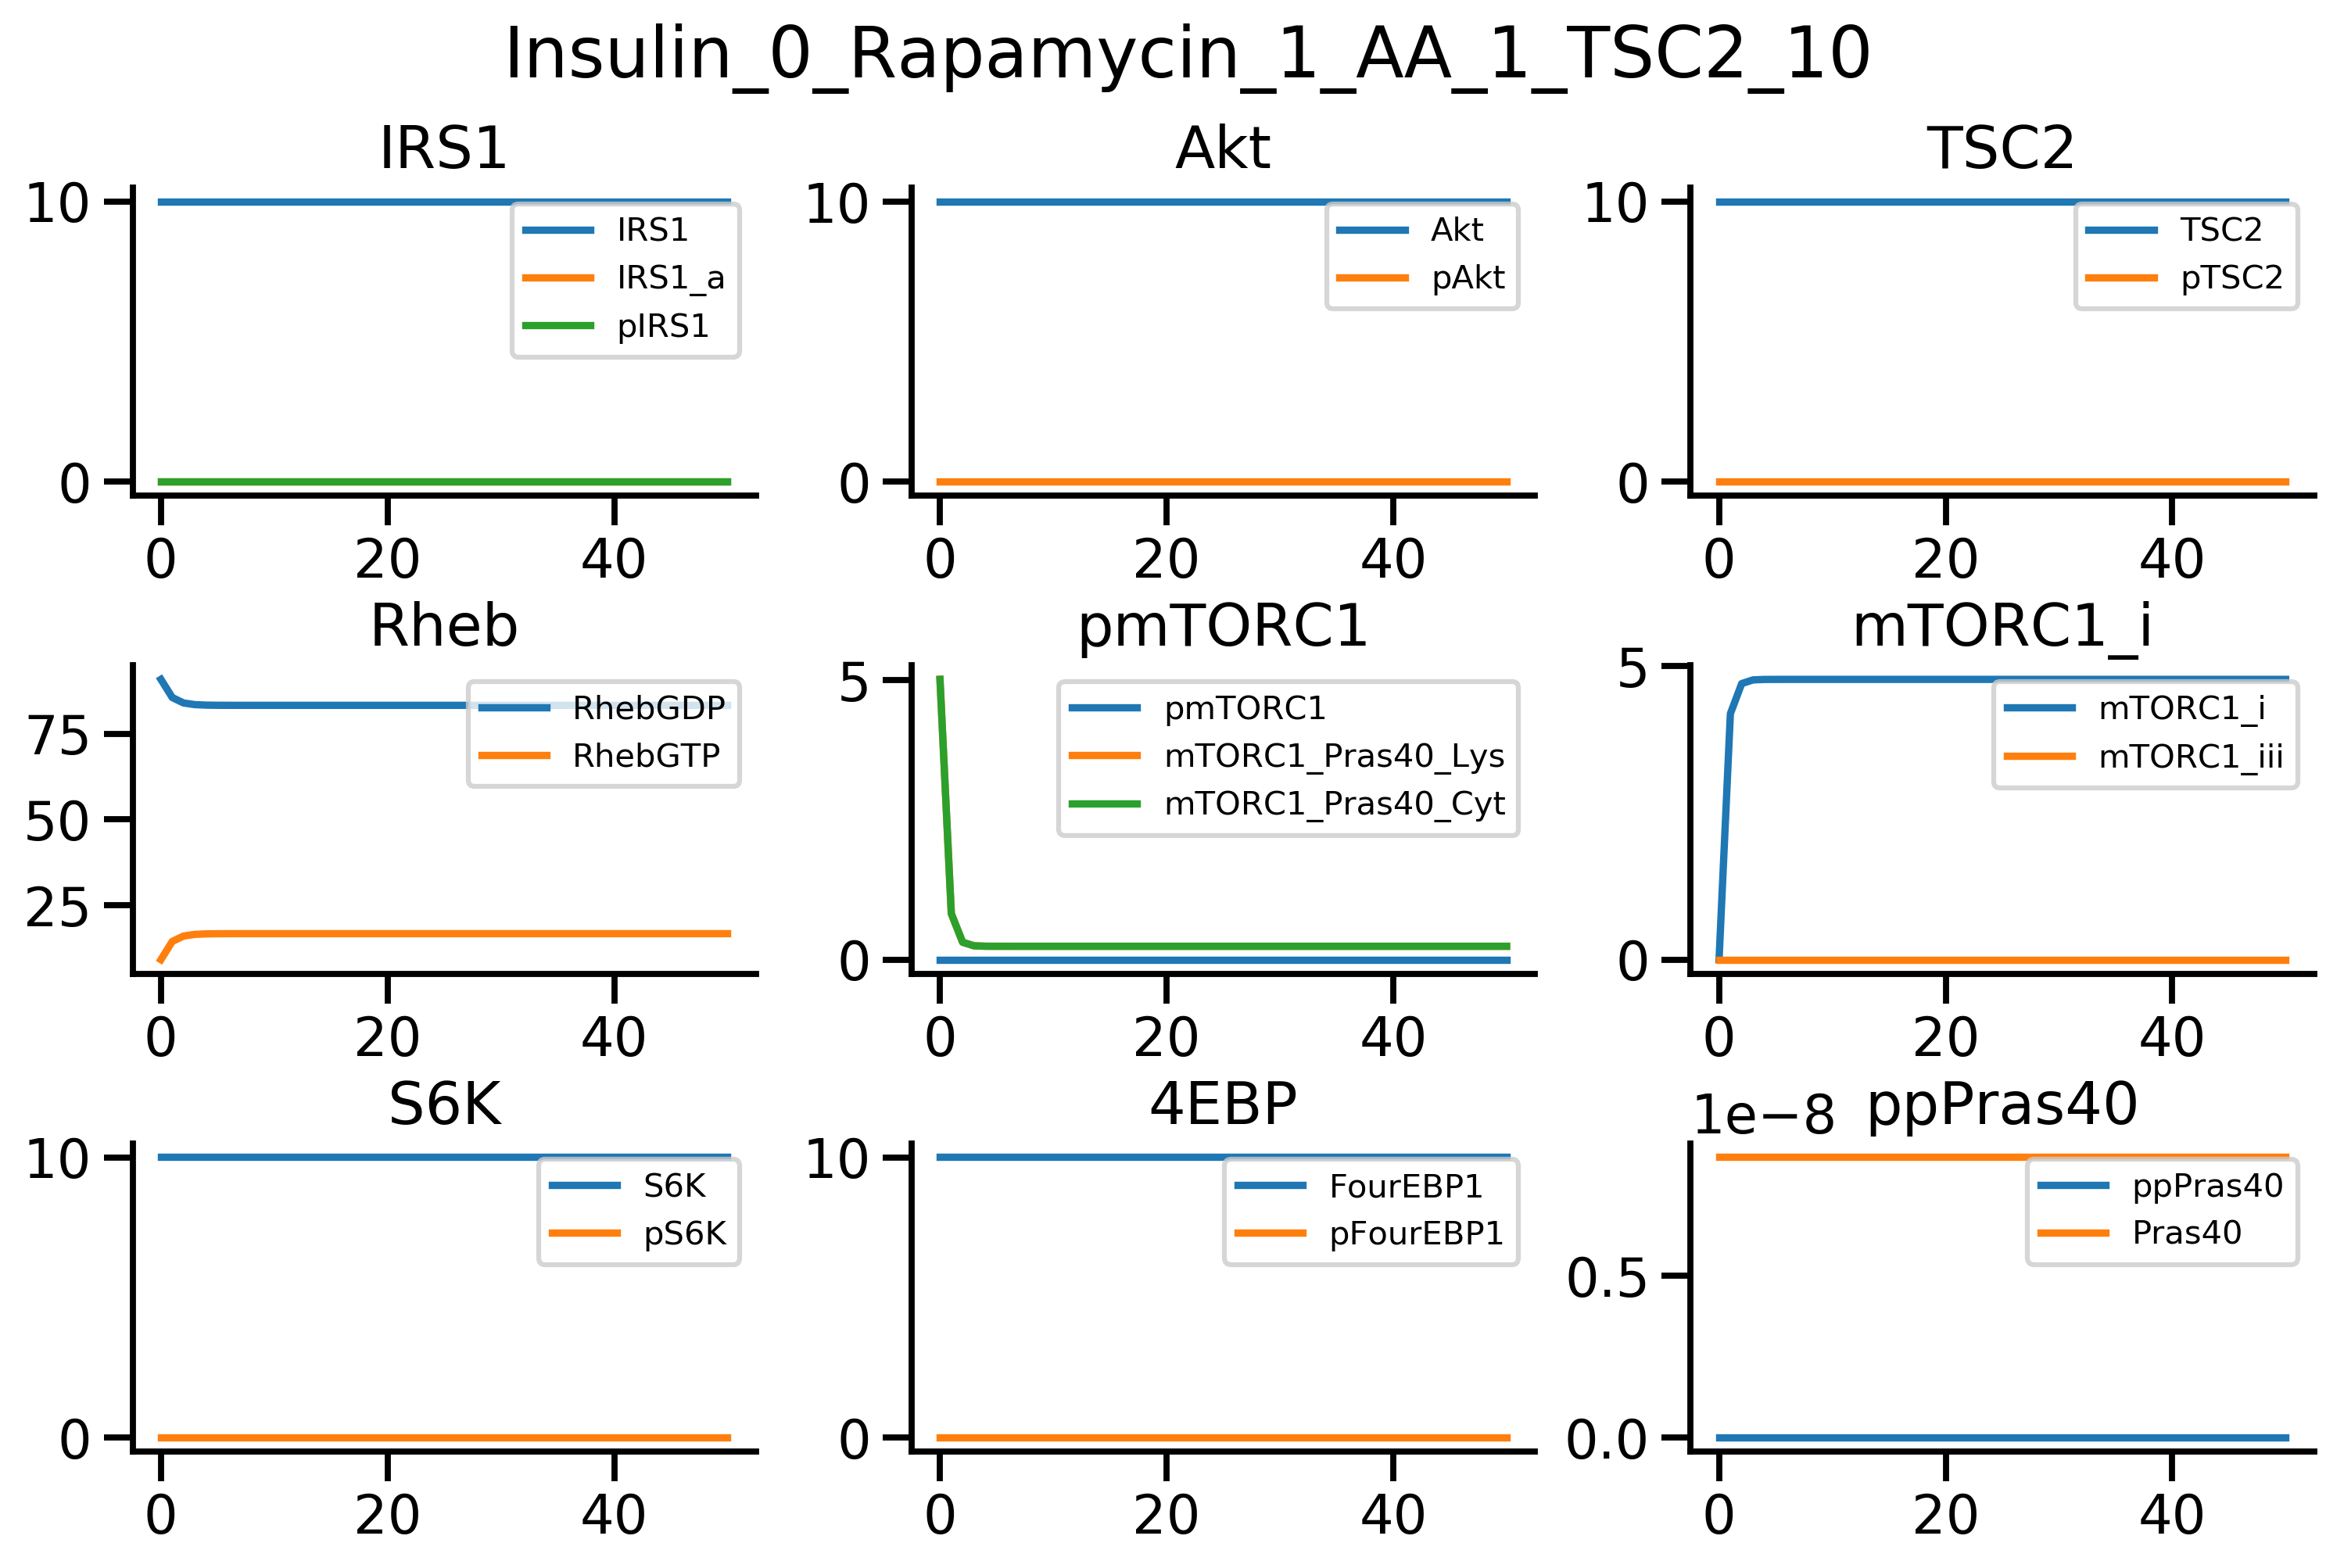 Insulin_0_Rapamycin_1_AA_1_TSC2_10
IRS1
10
0
0 20 40
IRS1
IRS1_a
pIRS1
Akt
10
0
0 20 40
Akt
pAkt
TSC2
10
0
0 20 40
TSC2
pTSC2
Rheb
75
50
25
0 20 40
RhebGDP
RhebGTP
pmTORC1
5
0
0 20 40
pmTORC1
mTORC1_Pras40_Lys
mTORC1_Pras40_Cyt
mTORC1_i
5
0
0 20 40
mTORC1_i
mTORC1_iii
S6K
10
0
0 20 40
S6K
pS6K
4EBP
10
0
0 20 40
FourEBP1
pFourEBP1
1e−8 ppPras40
0.5
0.0
0 20 40
ppPras40
Pras40